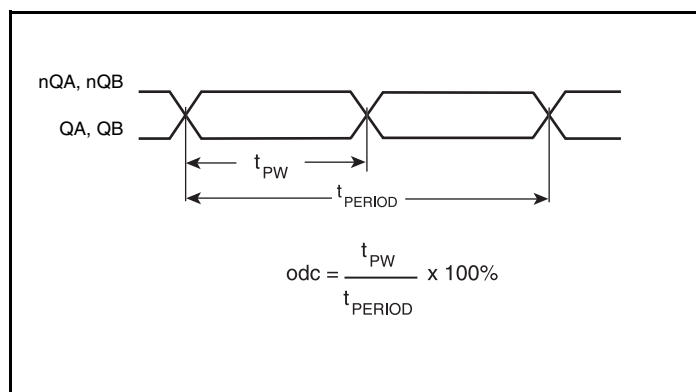 nQA, nQB
QA, QB
tPW
tPERIOD
odc = tPW / tPERIOD x 100%